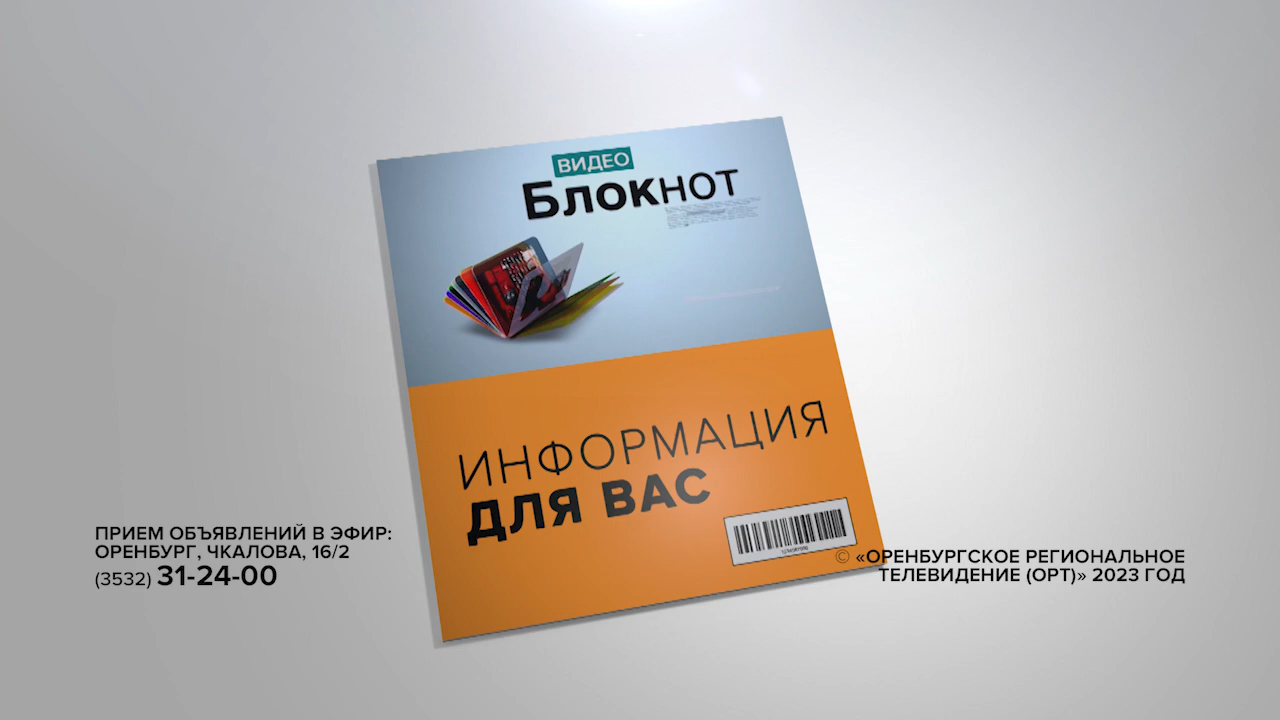 ВИДЕО
Блокнот
ИНФОРМАЦИЯ
ДЛЯ ВАС
ПРИЕМ ОБЪЯВЛЕНИЙ В ЭФИР:
ОРЕНБУРГ, ЧКАЛОВА, 16/2
(3532) 31-24-00
© «ОРЕНБУРГСКОЕ РЕГИОНАЛЬНОЕ
ТЕЛЕВИДЕНИЕ (ОРТ)» 2023 ГОД